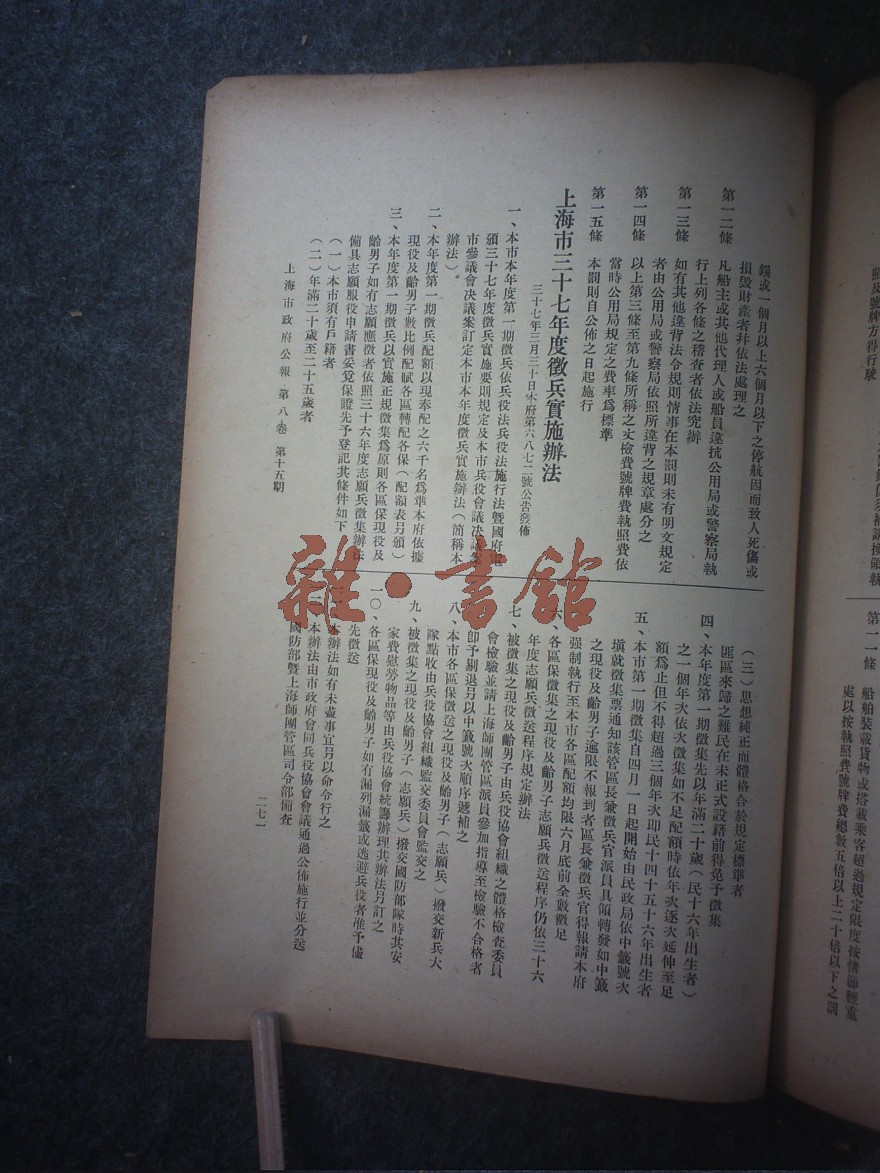 昭及號牌方得行駛
第一一條 船舶裝載貨物或搭載乘客超過規定限度按情節輕重
處以按執照費號牌費總數五倍以上二十倍以下之罰
鍰或一個月以上六個月以下之停航因而致人死傷或
損毀財產者幷依法處理之
第一二條 凡船主或其他代理人或船員違抗公用局或警察局執
行上列各條之稽查者依法究辦
第一三條 如有其他違背法令規則情事在本罰則未有明文規定
者由公用局或警察局依照所違背之規章處分之
第一四條 以上第三條至第九條所稱之丈檢費號牌費執照費依
當時公用局規定之費率爲標準
第一五條 本罰則自公佈之日起施行
上海市三十七年度徵兵實施辦法
三十七年三月三十日本府第六八七二號公告發佈
一、本市本年度第一期徵兵依兵役法兵役法施行法曁國府電
頒三十七年度徵兵實施要則規定及本市兵役會議决議案
市參議會决議案訂定本市本年度徵兵實施辦法（簡稱本
辦法）。
二、本年度第一期徵兵配額以現奉配之六千名爲準本府依據
現役及齡男子數比例配賦各區轉配各保（配額表另頒）
三、本年度第一期徵兵以實施正規徵集爲原則各區保現役及
齡男子如有志願應徵者依照三十六年度志願兵徵集辦法
備具志願服役申請書妥覓保證先予登記其條件如下
（一）本市須有戶籍者
（二）年滿二十歲至二十五歲者
上海市政府公報 第八卷 第十五期
（三）思想純正而體格合於規定標準者
匪區來歸之難民在未正式設籍前得免予徵集
四、本年度第一期徵集先以年滿二十歲（民十六年出生者）
之一個年次依次徵集如不足配額時依年次逐次延伸至足
額爲止但不得超過三個年次即民十四十五十六年出生者
五、本市第一期徵集自四月一日起開始由民政局依中籤號次
塡就徵集票通知該管區長兼徵兵官派員具領轉發如中籤
之現役及齡男子逾限不報到者區長兼徵兵官得報請本府
强制執行至本市各區配額均限六月底前全數徵足
六、各區保徵集之現役及齡男子志願兵徵送程序仍依三十六
年度志願兵徵送程序規定辦法
七、被徵集之現役及齡男子由兵役協會組織之體格檢查委員
會檢驗並請上海師團管區派員參加指導至檢驗不合格者
卽予剔退另以中籤號次順序遞補之
八、本市各區保徵送之現役及齡男子（志願兵）撥交新兵大
隊點收由兵役協會組織監交委員會監交之
九、被徵集之現役及齡男子（志願兵）撥交國防部隊時其安
家費慰勞物品等由兵役協會統籌辦理其辦法另訂之
一〇、各區保現役及齡男子如有漏列漏籤或逃避兵役者准予儘
先徵送
本辦法如有未盡事宜另以命令行之
本辦法由市政府會同兵役協會會議通過公佈施行並分送
國防部曁上海師團管區司令部備查
二七一
雜·書館